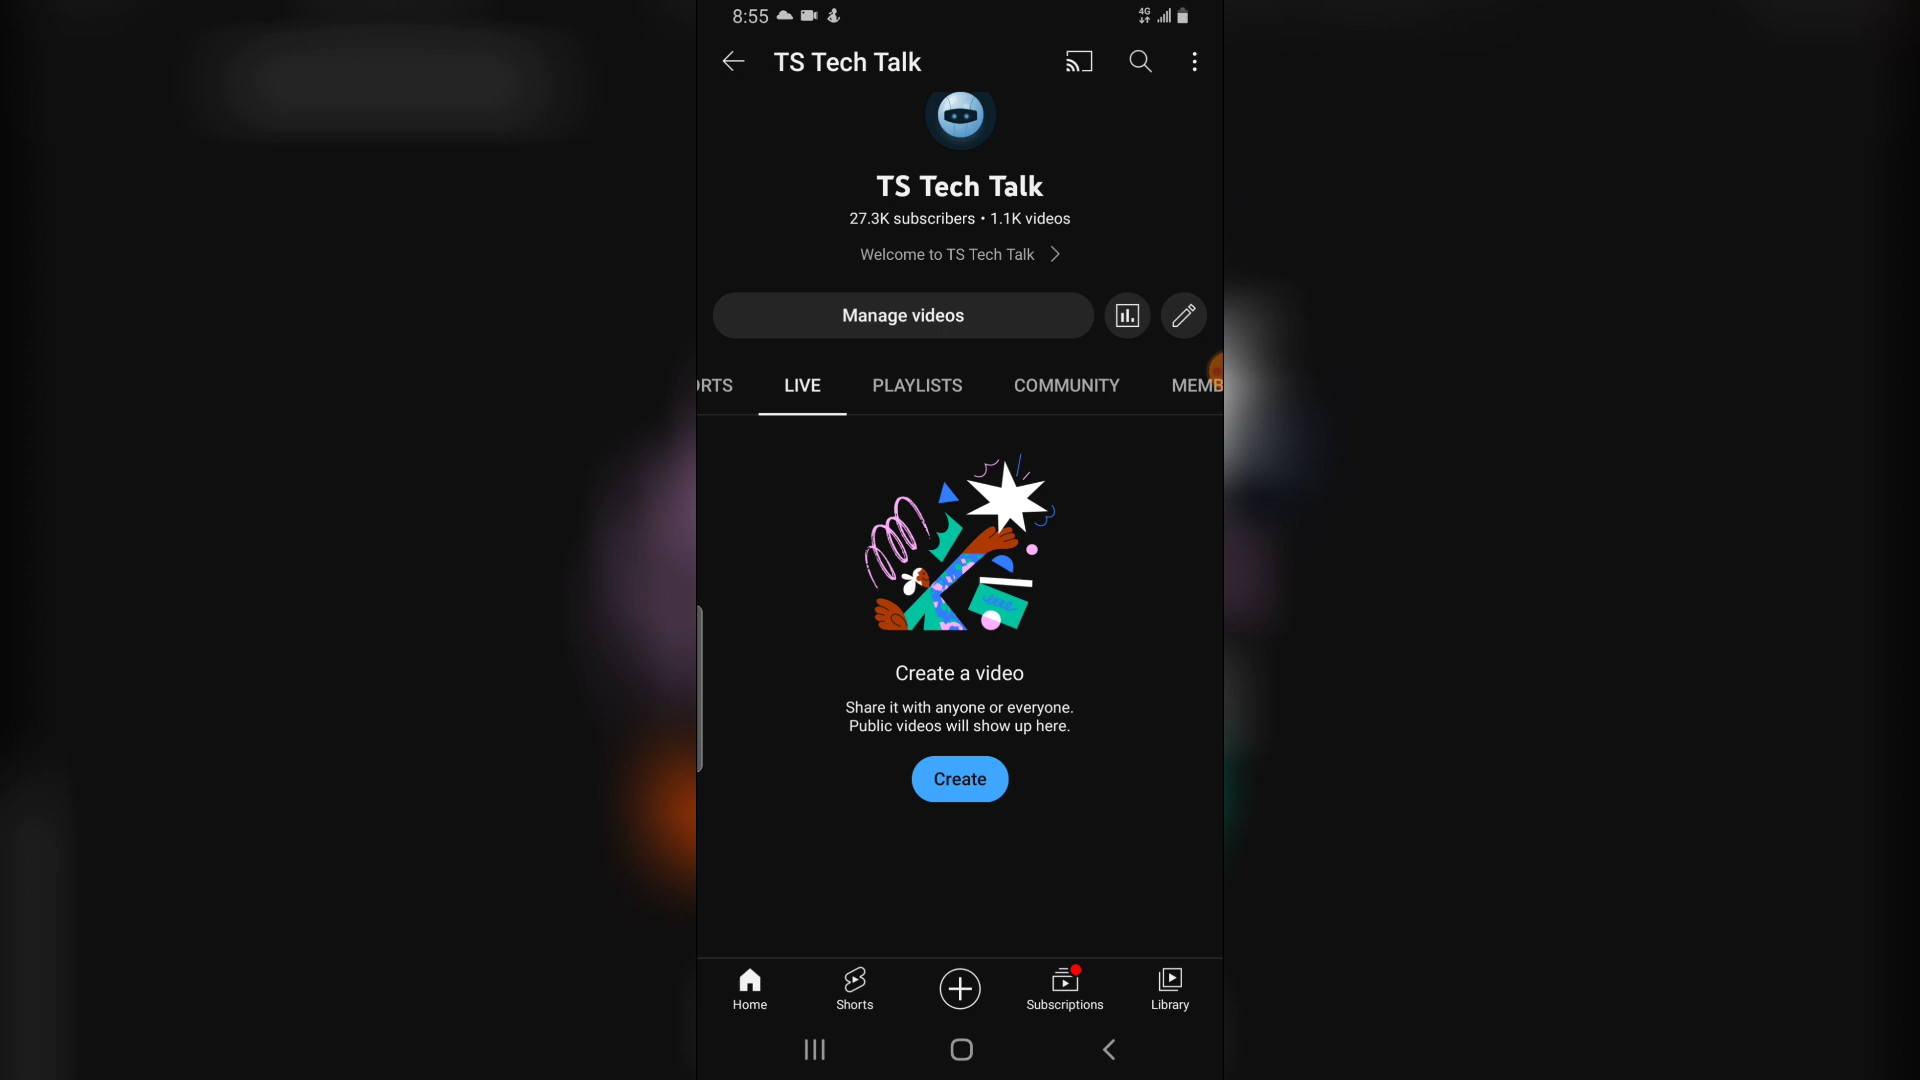 8:55
4G
TS Tech Talk
TS Tech Talk
27.3K subscribers • 1.1K videos
Welcome to TS Tech Talk
Manage videos
ORTS LIVE PLAYLISTS COMMUNITY MEMB
Create a video
Share it with anyone or everyone.
Public videos will show up here.
Create
Home Shorts Subscriptions Library